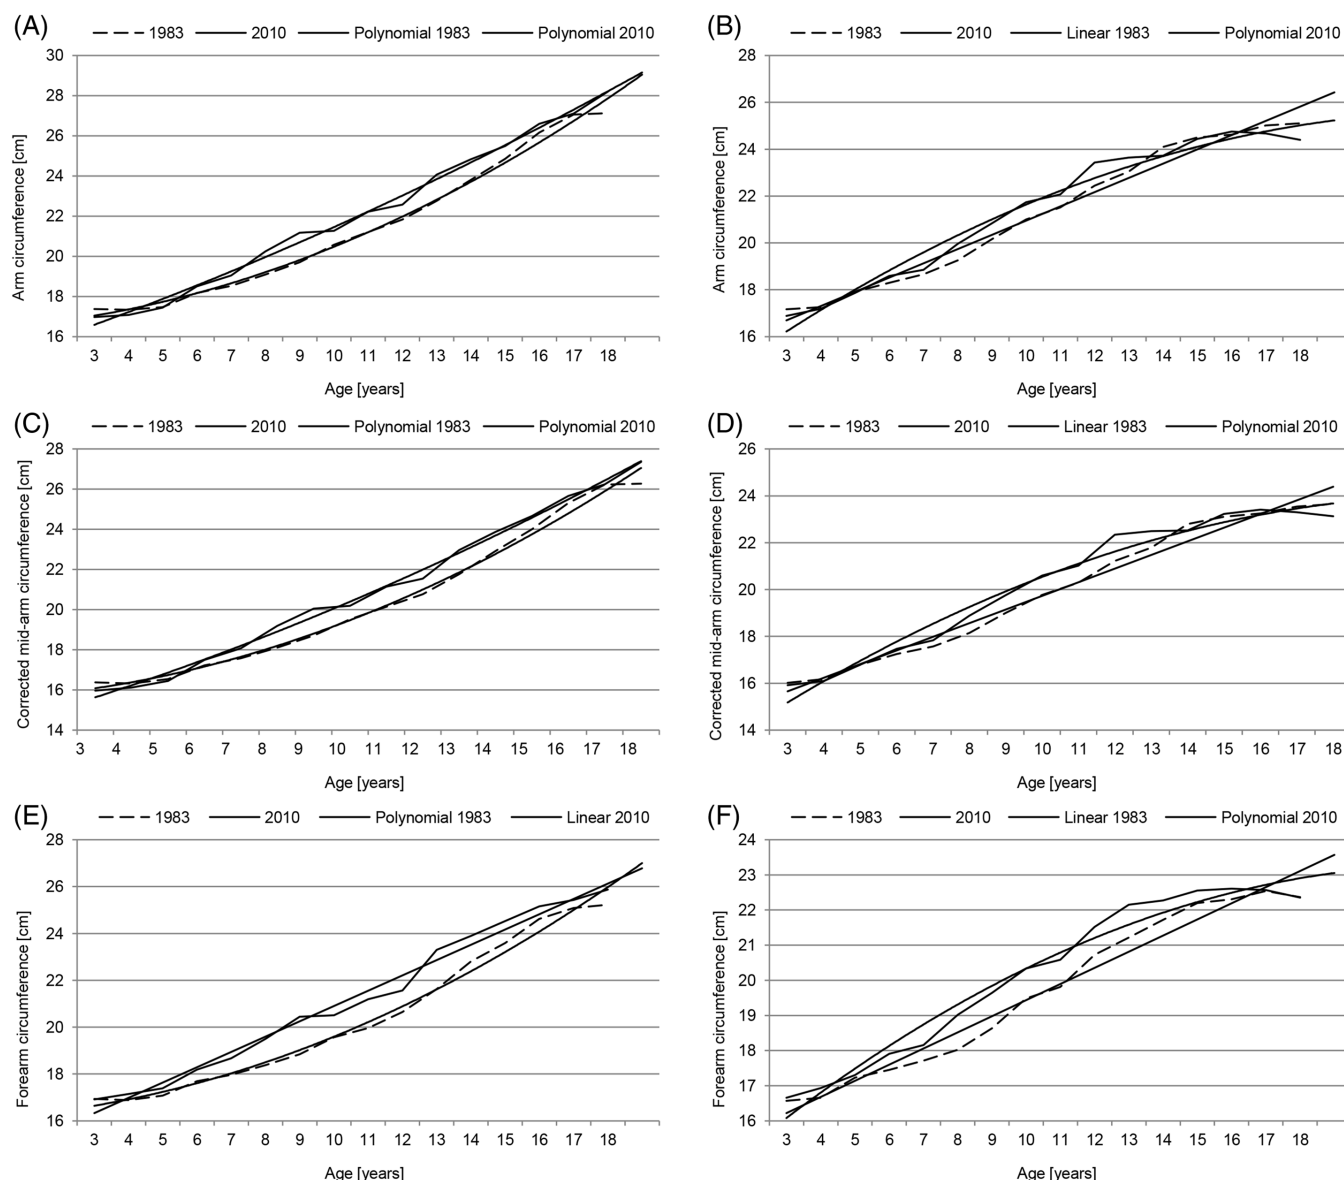 (A)
1983 2010 Polynomial 1983 Polynomial 2010
30
28
26
24
22
20
18
16
Arm circumference [cm]
3 4 5 6 7 8 9 10 11 12 13 14 15 16 17 18
Age [years]
(B)
1983 2010 Linear 1983 Polynomial 2010
28
26
24
22
20
18
16
Arm circumference [cm]
3 4 5 6 7 8 9 10 11 12 13 14 15 16 17 18
Age [years]
(C)
1983 2010 Polynomial 1983 Polynomial 2010
28
26
24
22
20
18
16
14
Corrected mid-arm circumference [cm]
3 4 5 6 7 8 9 10 11 12 13 14 15 16 17 18
Age [years]
(D)
1983 2010 Linear 1983 Polynomial 2010
26
24
22
20
18
16
14
Corrected mid-arm circumference [cm]
3 4 5 6 7 8 9 10 11 12 13 14 15 16 17 18
Age [years]
(E)
1983 2010 Polynomial 1983 Linear 2010
28
26
24
22
20
18
16
Forearm circumference [cm]
3 4 5 6 7 8 9 10 11 12 13 14 15 16 17 18
Age [years]
(F)
1983 2010 Linear 1983 Polynomial 2010
24
23
22
21
20
19
18
17
16
Forearm circumference [cm]
3 4 5 6 7 8 9 10 11 12 13 14 15 16 17 18
Age [years]